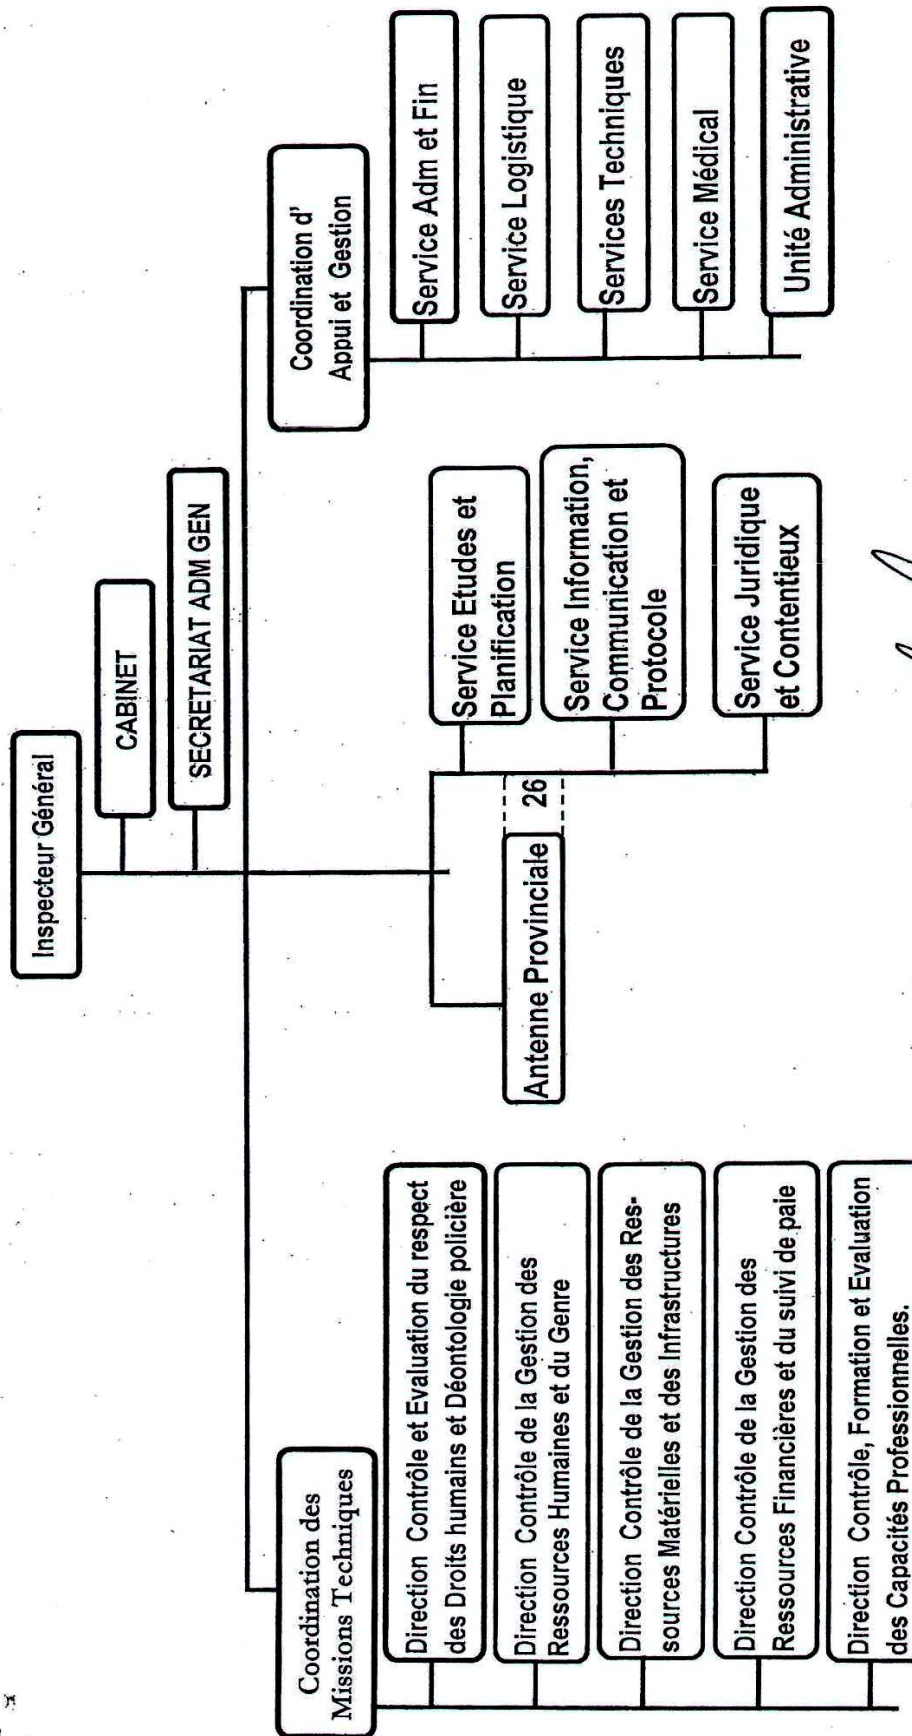 Inspecteur Général
CABINET
SECRETARIAT ADM GEN
Coordination des
Missions Techniques
Direction Contrôle et Evaluation du respect
des Droits humains et Déontologie policière
Direction Contrôle de la Gestion des
Ressources Humaines et du Genre
Direction Contrôle de la Gestion des Res-
sources Matérielles et des Infrastructures
Direction Contrôle de la Gestion des
Ressources Financières et du suivi de paie
Direction Contrôle, Formation et Evaluation
des Capacités Professionnelles.
Antenne Provinciale 26
Service Etudes et
Planification
Service Information,
Communication et
Protocole
Service Juridique
et Contentieux
Coordination d'
Appui et Gestion
Service Adm et Fin
Service Logistique
Services Techniques
Service Médical
Unité Administrative